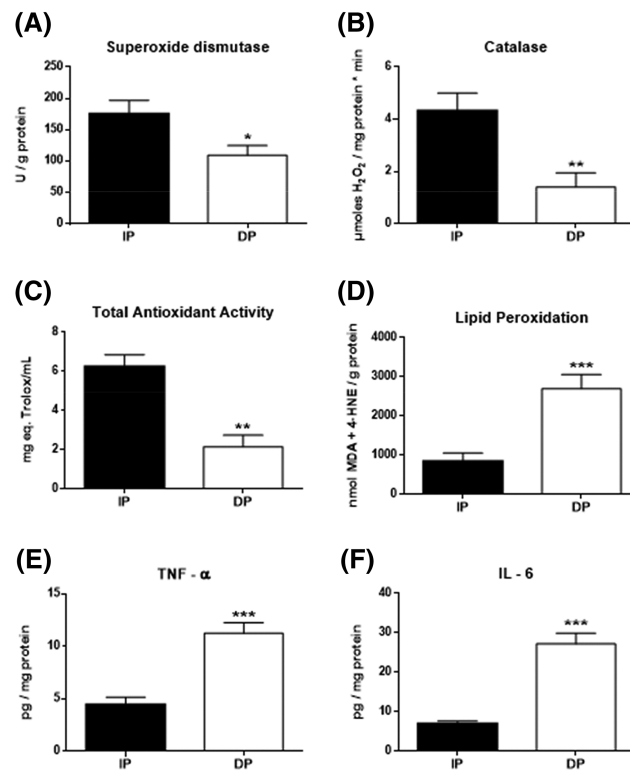 (A)
Superoxide dismutase
U / g protein
250
200
150
100
50
0
*
IP
DP
(B)
Catalase
µmoles H₂O₂ / mg protein * min
6
4
2
0
**
IP
DP
(C)
Total Antioxidant Activity
mg eq. Trolox/mL
8
6
4
2
0
**
IP
DP
(D)
Lipid Peroxidation
nmol MDA + 4-HNE / g protein
4000
3000
2000
1000
0
***
IP
DP
(E)
TNF - α
pg / mg protein
15
10
5
0
***
IP
DP
(F)
IL - 6
pg / mg protein
40
30
20
10
0
***
IP
DP